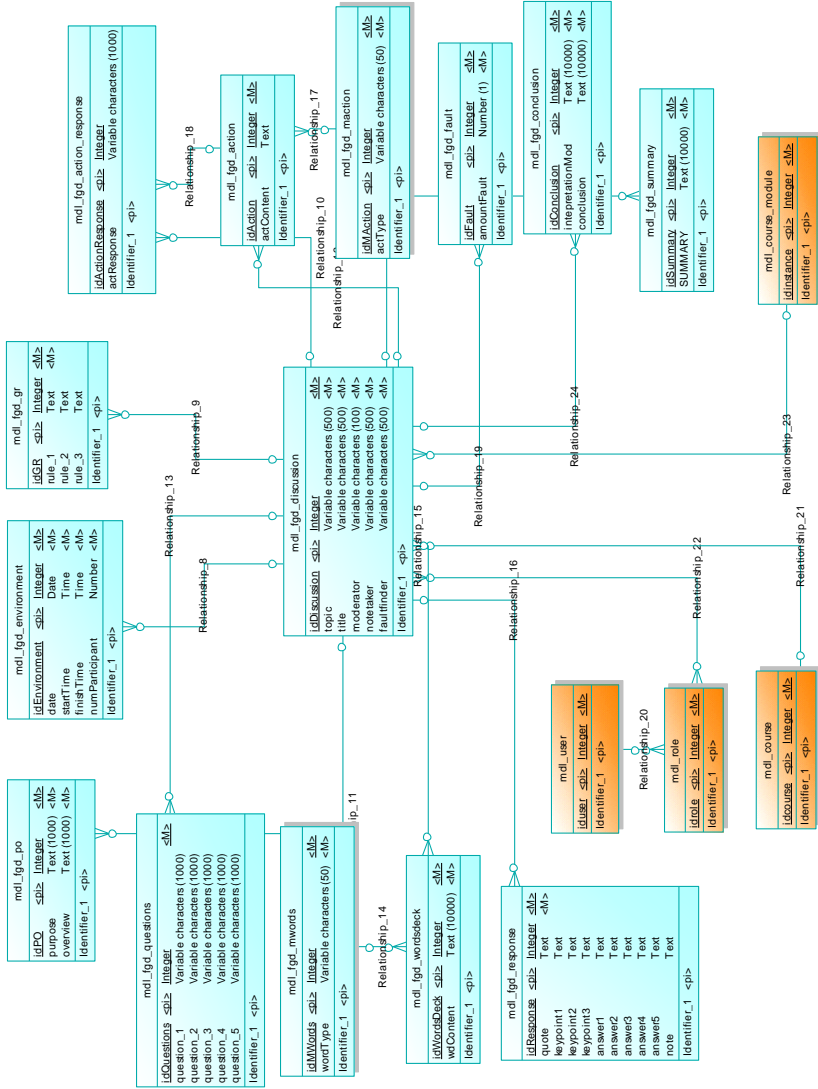 mdl_fgd_po
idPO <pi> Integer <M>
purpose Text (1000) <M>
overview Text (1000) <M>
Identifier_1 <pi>
mdl_fgd_environment
idEnvironment <pi> Integer <M>
date Date <M>
startTime Time <M>
finishTime Time <M>
numParticipant Number <M>
Identifier_1 <pi>
mdl_fgd_gr
idGR <pi> Integer <M>
rule_1 Text <M>
rule_2 Text
rule_3 Text
Identifier_1 <pi>
mdl_fgd_action_response
idActionResponse <pi> Integer
actResponse Variable characters (1000)
Identifier_1 <pi>
mdl_fgd_questions
idQuestions <pi> Integer <M>
question_1 Variable characters (1000)
question_2 Variable characters (1000)
question_3 Variable characters (1000)
question_4 Variable characters (1000)
question_5 Variable characters (1000)
Identifier_1 <pi>
Relationship_13
Relationship_8
Relationship_9
Relationship_18
mdl_fgd_action
idAction <pi> Integer <M>
actContent Text
Identifier_1 <pi>
mdl_fgd_mwords
idMWords <pi> Integer <M>
wordType Variable characters (50) <M>
Identifier_1 <pi>
ip_11
mdl_fgd_discussion
idDiscussion <pi> Integer <M>
topic Variable characters (500) <M>
title Variable characters (500) <M>
moderator Variable characters (100) <M>
notetaker Variable characters (500) <M>
faultfinder Variable characters (500) <M>
Identifier_1 <pi>
Relationship_10
Relationship_
Relationship_17
mdl_fgd_maction
idMAction <pi> Integer <M>
actType Variable characters (50) <M>
Identifier_1 <pi>
Relationship_14
Relationship_15
mdl_fgd_wordsdeck
idWordsDeck <pi> Integer <M>
wdContent Text (10000) <M>
Identifier_1 <pi>
mdl_fgd_fault
idFault <pi> Integer <M>
amountFault Number (1) <M>
Identifier_1 <pi>
Relationship_19
mdl_fgd_response
idResponse <pi> Integer <M>
quote Text <M>
keypoint1 Text
keypoint2 Text
keypoint3 Text
answer1 Text
answer2 Text
answer3 Text
answer4 Text
answer5 Text
note Text
Identifier_1 <pi>
Relationship_16
mdl_fgd_conclusion
idConclusion <pi> Integer <M>
intepretationMod Text (10000) <M>
conclusion Text (10000) <M>
Identifier_1 <pi>
Relationship_24
mdl_user
iduser <pi> Integer <M>
Identifier_1 <pi>
Relationship_20
mdl_role
idrole <pi> Integer <M>
Identifier_1 <pi>
Relationship_22
mdl_fgd_summary
idSummary <pi> Integer <M>
SUMMARY Text (10000) <M>
Identifier_1 <pi>
mdl_course
idcourse <pi> Integer <M>
Identifier_1 <pi>
Relationship_21
Relationship_23
mdl_course_module
idinstance <pi> Integer <M>
Identifier_1 <pi>